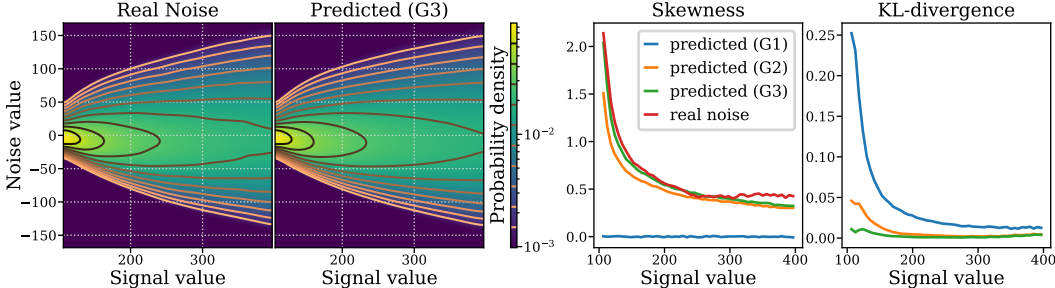 Real Noise
Predicted (G3)
Skewness
KL-divergence
Noise value
150
100
50
0
−50
−100
−150
200
300
Signal value
200
300
Signal value
Probability density
10−2
10−3
2.0
1.5
1.0
0.5
0.0
predicted (G1)
predicted (G2)
predicted (G3)
real noise
100
200
300
400
Signal value
0.25
0.20
0.15
0.10
0.05
0.00
100
200
300
400
Signal value